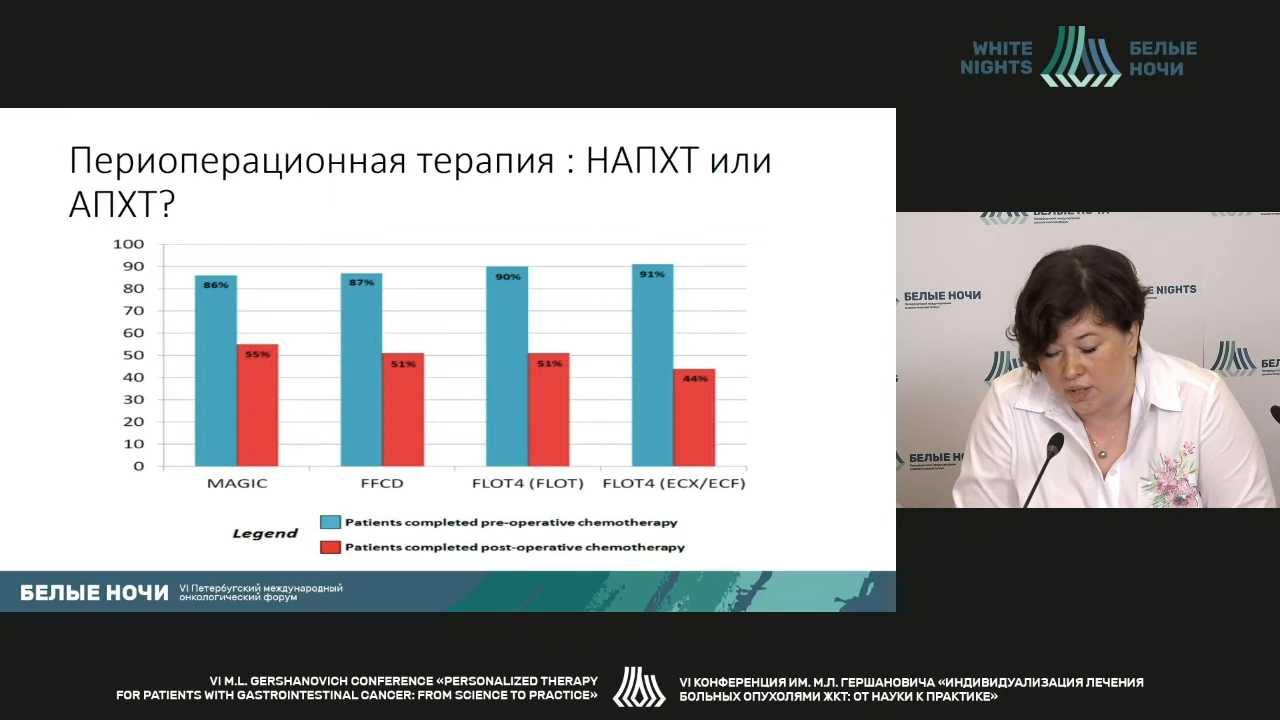 WHITE
NIGHTS
БЕЛЫЕ
НОЧИ
Периоперационная терапия : НАПХТ или
АПХТ?
100
90
80
70
60
50
40
30
20
10
0
86%
55%
87%
51%
90%
51%
91%
44%
MAGIC
FFCD
FLOT4 (FLOT)
FLOT4 (ECX/ECF)
Legend
Patients completed pre-operative chemotherapy
Patients completed post-operative chemotherapy
БЕЛЫЕ НОЧИ
VI Петербугский международный
онкологический форум
БЕЛЫЕ НОЧИ
NIGHTS
VI M.L. GERSHANOVICH CONFERENCE «PERSONALIZED THERAPY
FOR PATIENTS WITH GASTROINTESTINAL CANCER: FROM SCIENCE TO PRACTICE»
VI КОНФЕРЕНЦИЯ ИМ. М.Л. ГЕРШАНОВИЧА «ИНДИВИДУАЛИЗАЦИЯ ЛЕЧЕНИЯ
БОЛЬНЫХ ОПУХОЛЯМИ ЖКТ: ОТ НАУКИ К ПРАКТИКЕ»